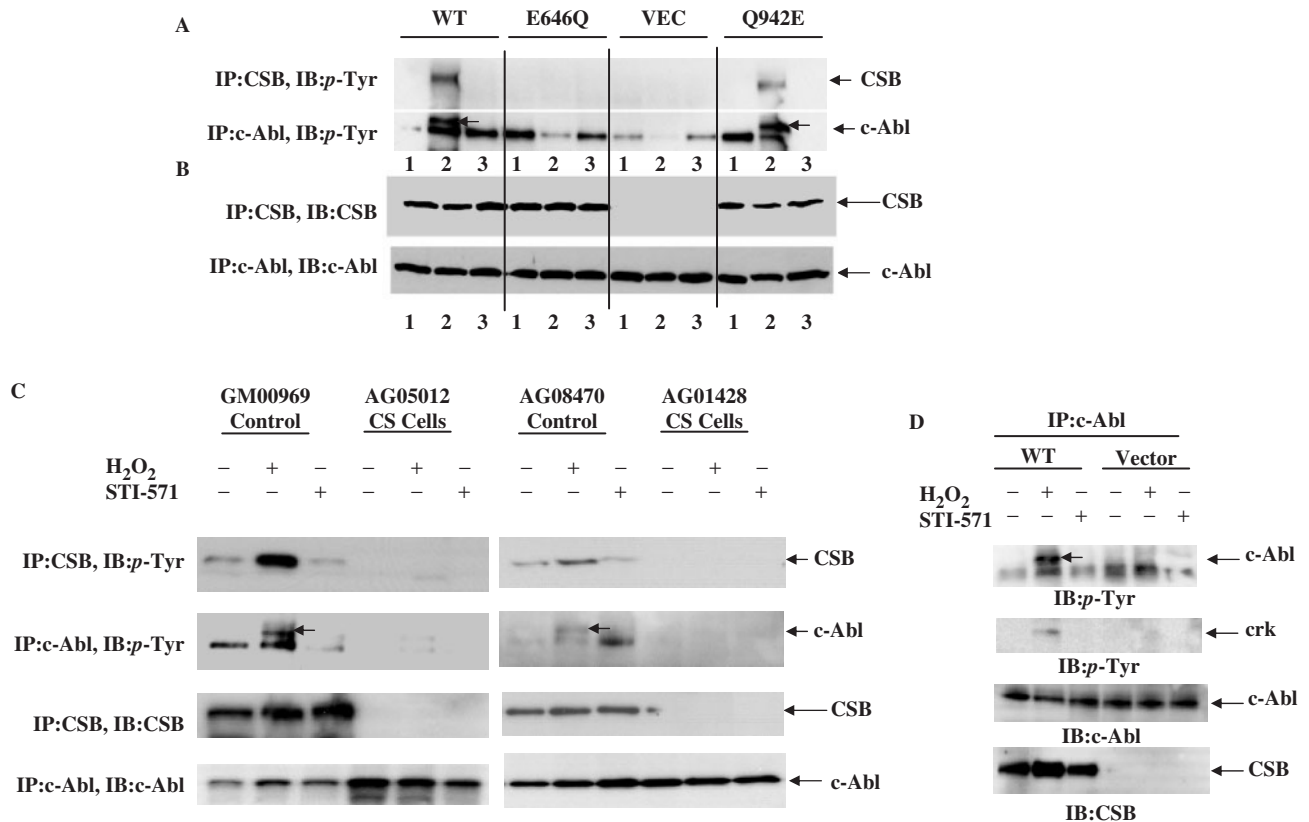 A
WT E646Q VEC Q942E
IP:CSB, IB:p-Tyr CSB
IP:c-Abl, IB:p-Tyr c-Abl
1 2 3 1 2 3 1 2 3 1 2 3
B
IP:CSB, IB:CSB CSB
IP:c-Abl, IB:c-Abl c-Abl
1 2 3 1 2 3 1 2 3 1 2 3
C
GM00969 AG05012 AG08470 AG01428
Control CS Cells Control CS Cells
H2O2 – + – – + – – + – – + –
STI-571 – – + – – + – – + – – +
IP:CSB, IB:p-Tyr CSB
IP:c-Abl, IB:p-Tyr c-Abl
IP:CSB, IB:CSB CSB
IP:c-Abl, IB:c-Abl c-Abl
D
IP:c-Abl
WT Vector
H2O2 – + – – + –
STI-571 – – + – – +
c-Abl
IB:p-Tyr
crk
IB:p-Tyr
c-Abl
IB:c-Abl
CSB
IB:CSB